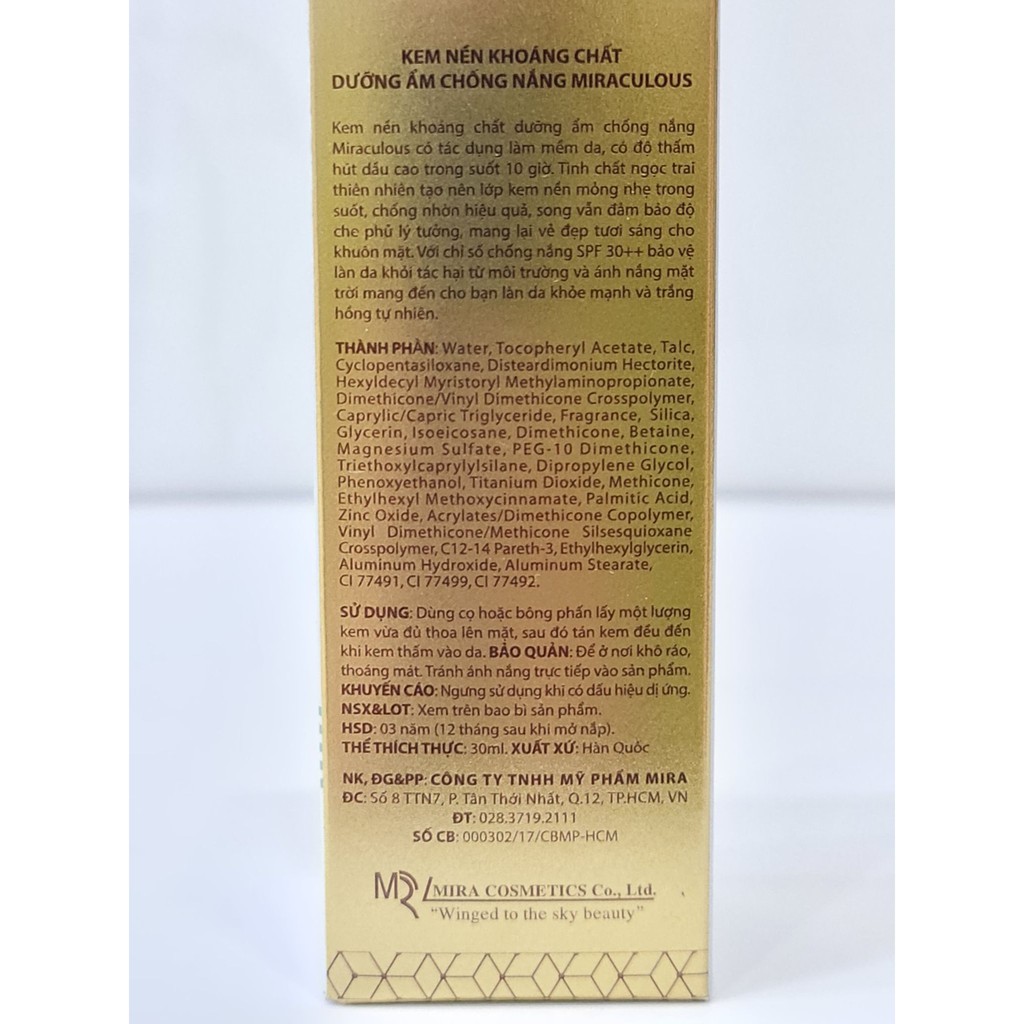 KEM NỀN KHOÁNG CHẤT
DƯỠNG ẨM CHỐNG NẮNG MIRACULOUS
Kem nền khoáng chất dưỡng ẩm chống nắng
Miraculous có tác dụng làm mềm da, có độ thấm
hút dầu cao trong suốt 10 giờ. Tinh chất ngọc trai
thiên nhiên tạo nên lớp kem nền mỏng nhẹ trong
suốt, chống nhờn hiệu quả, song vẫn đảm bảo độ
che phủ lý tưởng, mang lại vẻ đẹp tươi sáng cho
khuôn mặt. Với chỉ số chống nắng SPF 30++ bảo vệ
làn da khỏi tác hại từ môi trường và ánh nắng mặt
trời mang đến cho bạn làn da khỏe mạnh và trắng
hồng tự nhiên.
THÀNH PHẦN: Water, Tocopheryl Acetate, Talc,
Cyclopentasiloxane, Disteardimonium Hectorite,
Hexyldecyl Myristoryl Methylaminopropionate,
Dimethicone/Vinyl Dimethicone Crosspolymer,
Caprylic/Capric Triglyceride, Fragrance, Silica,
Glycerin, Isoeicosane, Dimethicone, Betaine,
Magnesium Sulfate, PEG-10 Dimethicone,
Triethoxylcaprylylsilane, Dipropylene Glycol,
Phenoxyethanol, Titanium Dioxide, Methicone,
Ethylhexyl Methoxycinnamate, Palmitic Acid,
Zinc Oxide, Acrylates/Dimethicone Copolymer,
Vinyl Dimethicone/Methicone Silsesquioxane
Crosspolymer, C12-14 Pareth-3, Ethylhexylglycerin,
Aluminum Hydroxide, Aluminum Stearate,
CI 77491, CI 77499, CI 77492.
SỬ DỤNG: Dùng cọ hoặc bông phấn lấy một lượng
kem vừa đủ thoa lên mặt, sau đó tán kem đều đến
khi kem thấm vào da. BẢO QUẢN: Để ở nơi khô ráo,
thoáng mát. Tránh ánh nắng trực tiếp vào sản phẩm.
KHUYẾN CÁO: Ngưng sử dụng khi có dấu hiệu dị ứng.
NSX&LOT: Xem trên bao bì sản phẩm.
HSD: 03 năm (12 tháng sau khi mở nắp).
THỂ THÍCH THỰC: 30ml. XUẤT XỨ: Hàn Quốc
NK, ĐG&PP: CÔNG TY TNHH MỸ PHẨM MIRA
ĐC: Số 8 TTN7, P. Tân Thới Nhất, Q.12, TP.HCM, VN
ĐT: 028.3719.2111
SỐ CB: 000302/17/CBMP-HCM
MR MIRA COSMETICS Co., Ltd.
"Winged to the sky beauty"